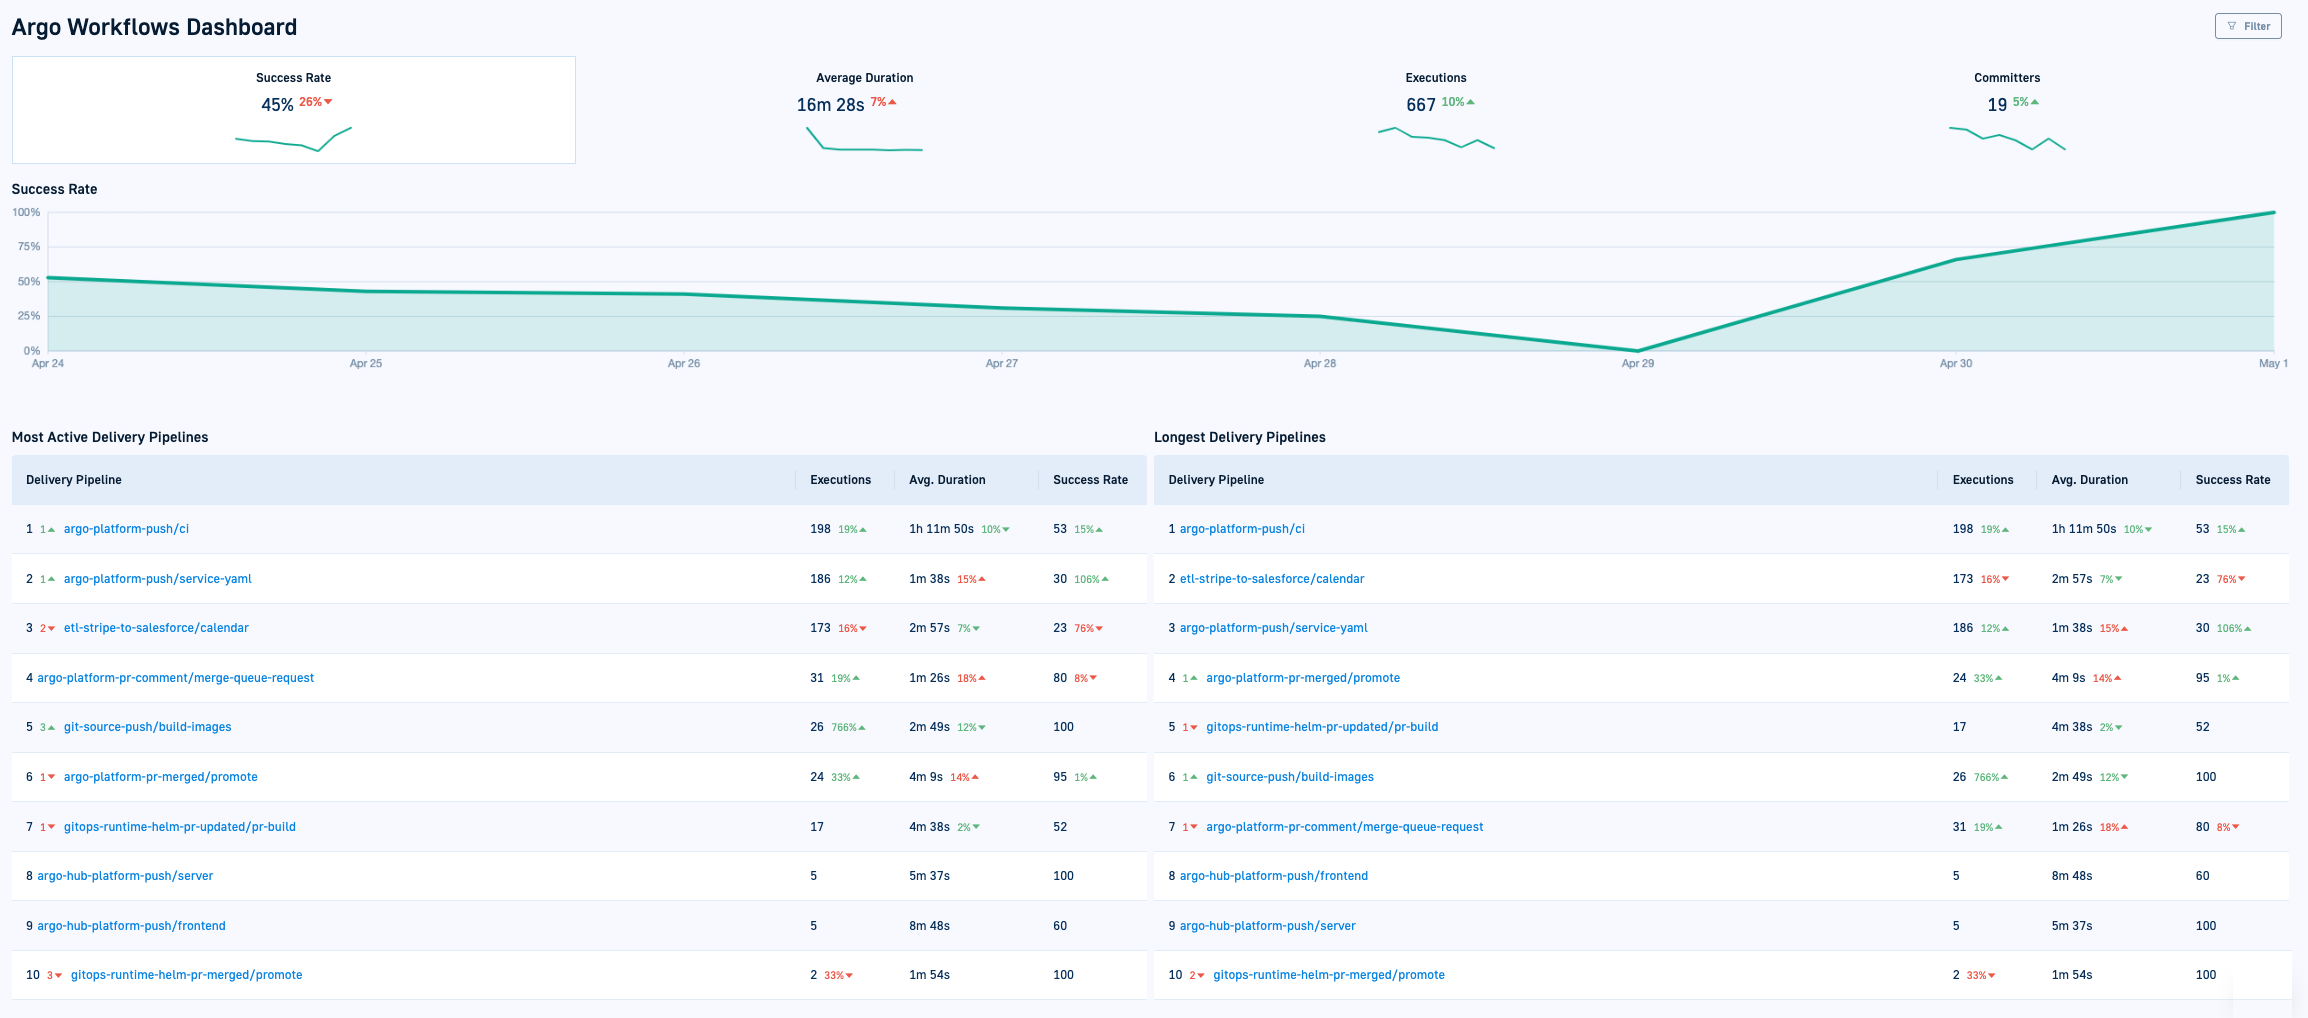 Argo Workflows Dashboard
Filter
Success Rate
45% 26%
Average Duration
16m 28s 7%
Executions
667 10%
Committers
19 5%
Success Rate
100%
75%
50%
25%
0%
Apr 24 Apr 25 Apr 26 Apr 27 Apr 28 Apr 29 Apr 30 May 1
Most Active Delivery Pipelines
Delivery Pipeline Executions Avg. Duration Success Rate
1 1 argo-platform-push/ci 198 19% 1h 11m 50s 10% 53 15%
2 1 argo-platform-push/service-yaml 186 12% 1m 38s 15% 30 106%
3 2 etl-stripe-to-salesforce/calendar 173 16% 2m 57s 7% 23 76%
4 argo-platform-pr-comment/merge-queue-request 31 19% 1m 26s 18% 80 8%
5 3 git-source-push/build-images 26 766% 2m 49s 12% 100
6 1 argo-platform-pr-merged/promote 24 33% 4m 9s 14% 95 1%
7 1 gitops-runtime-helm-pr-updated/pr-build 17 4m 38s 2% 52
8 argo-hub-platform-push/server 5 5m 37s 100
9 argo-hub-platform-push/frontend 5 8m 48s 60
10 3 gitops-runtime-helm-pr-merged/promote 2 33% 1m 54s 100
Longest Delivery Pipelines
Delivery Pipeline Executions Avg. Duration Success Rate
1 argo-platform-push/ci 198 19% 1h 11m 50s 10% 53 15%
2 etl-stripe-to-salesforce/calendar 173 16% 2m 57s 7% 23 76%
3 argo-platform-push/service-yaml 186 12% 1m 38s 15% 30 106%
4 1 argo-platform-pr-merged/promote 24 33% 4m 9s 14% 95 1%
5 1 gitops-runtime-helm-pr-updated/pr-build 17 4m 38s 2% 52
6 1 git-source-push/build-images 26 766% 2m 49s 12% 100
7 1 argo-platform-pr-comment/merge-queue-request 31 19% 1m 26s 18% 80 8%
8 argo-hub-platform-push/frontend 5 8m 48s 60
9 argo-hub-platform-push/server 5 5m 37s 100
10 2 gitops-runtime-helm-pr-merged/promote 2 33% 1m 54s 100